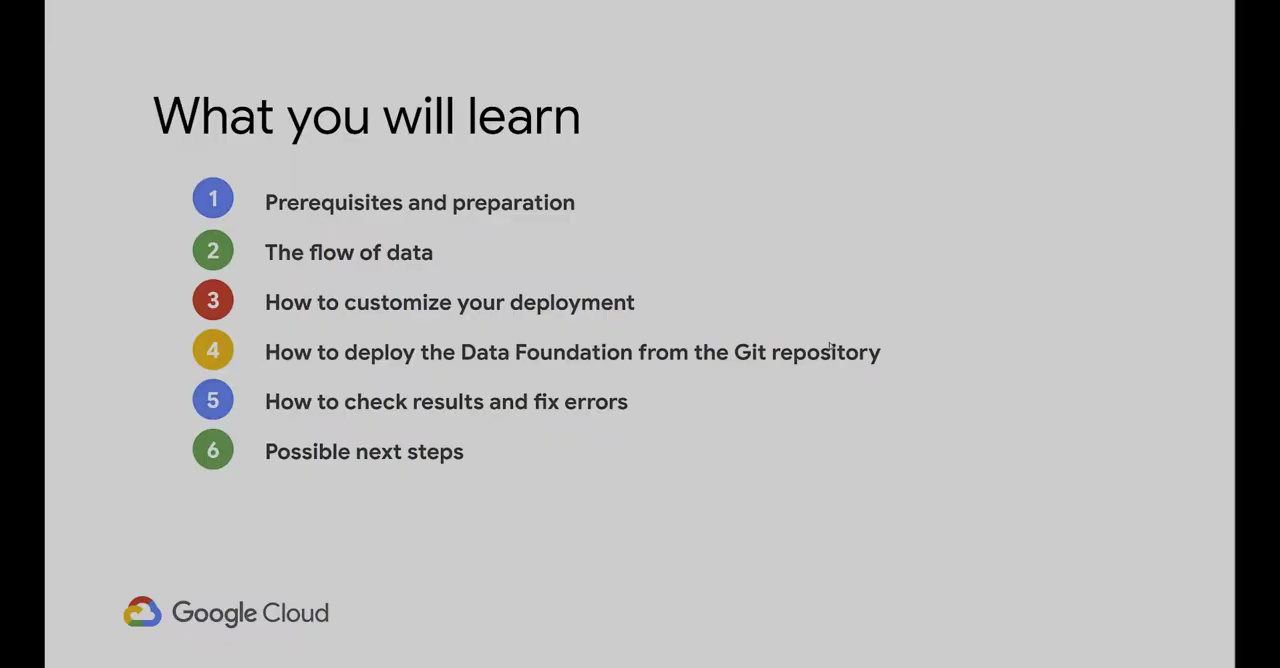 What you will learn
1 Prerequisites and preparation
2 The flow of data
3 How to customize your deployment
4 How to deploy the Data Foundation from the Git repository
5 How to check results and fix errors
6 Possible next steps
Google Cloud